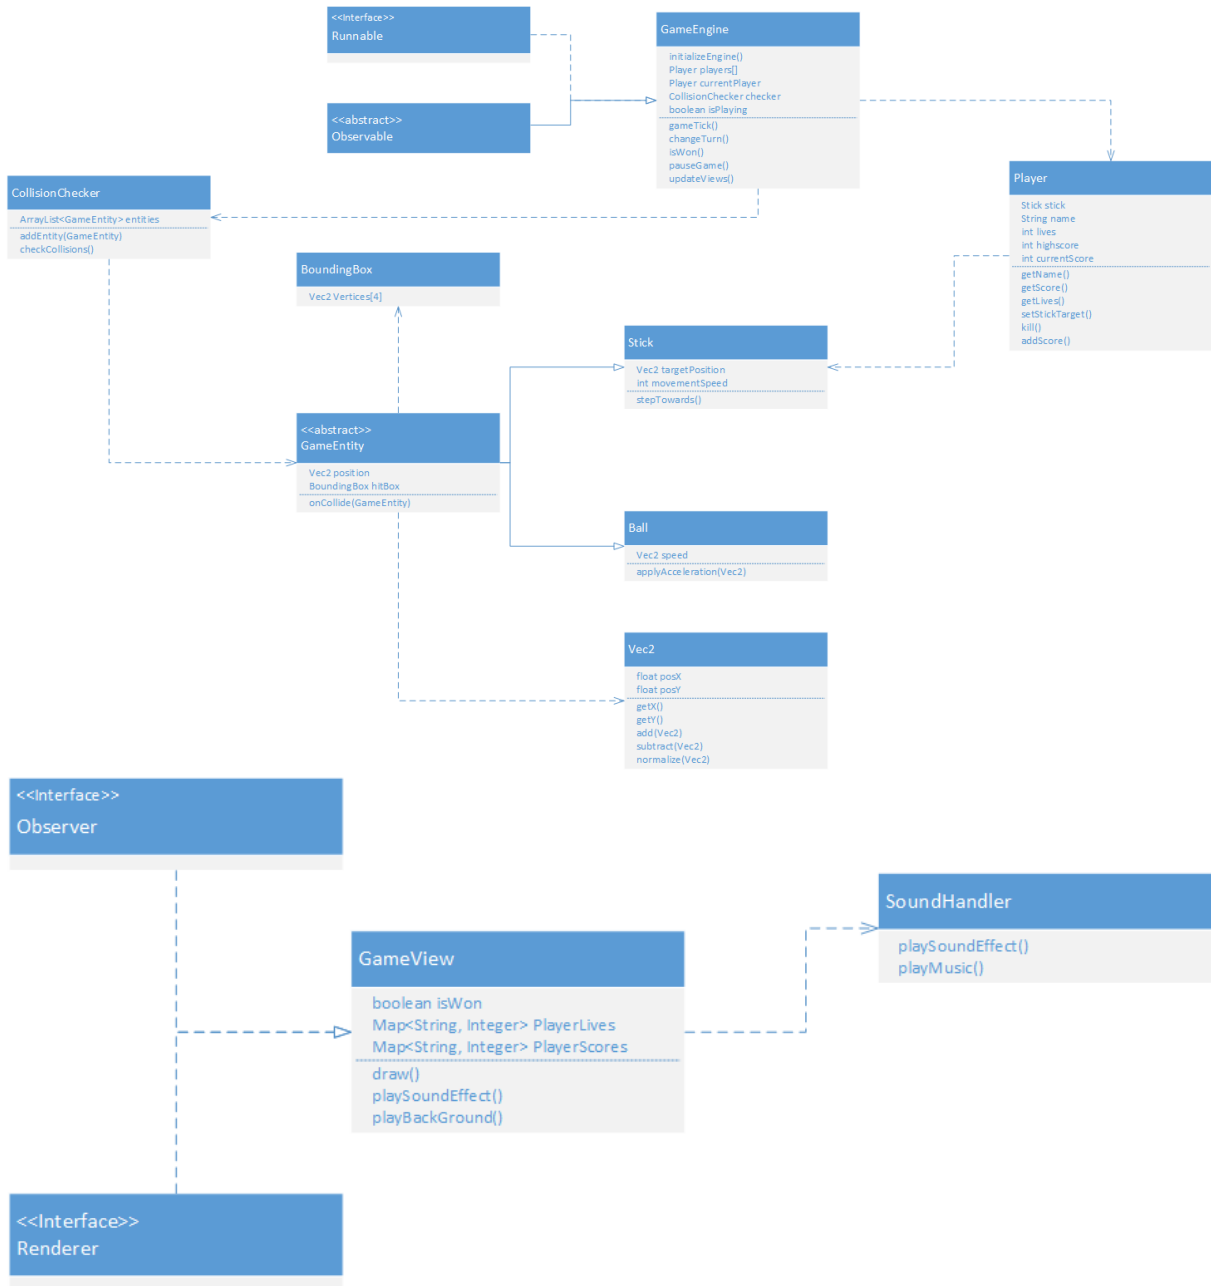 <<Interface>>
Runnable
<<abstract>>
Observable
GameEngine
initializeEngine()
Player players[]
Player currentPlayer
CollisionChecker checker
boolean isPlaying
gameTick()
changeTurn()
isWon()
pauseGame()
updateViews()
Player
Stick stick
String name
int lives
int highscore
int currentScore
getName()
getScore()
getLives()
setStickTarget()
kill()
addScore()
CollisionChecker
ArrayList<GameEntity> entities
addEntity(GameEntity)
checkCollisions()
BoundingBox
Vec2 Vertices[4]
Stick
Vec2 targetPosition
int movementSpeed
stepTowards()
<<abstract>>
GameEntity
Vec2 position
BoundingBox hitBox
onCollide(GameEntity)
Ball
Vec2 speed
applyAcceleration(Vec2)
Vec2
float posX
float posY
getX()
getY()
add(Vec2)
subtract(Vec2)
normalize(Vec2)
<<Interface>>
Observer
GameView
boolean isWon
Map<String, Integer> PlayerLives
Map<String, Integer> PlayerScores
draw()
playSoundEffect()
playBackGround()
SoundHandler
playSoundEffect()
playMusic()
<<Interface>>
Renderer